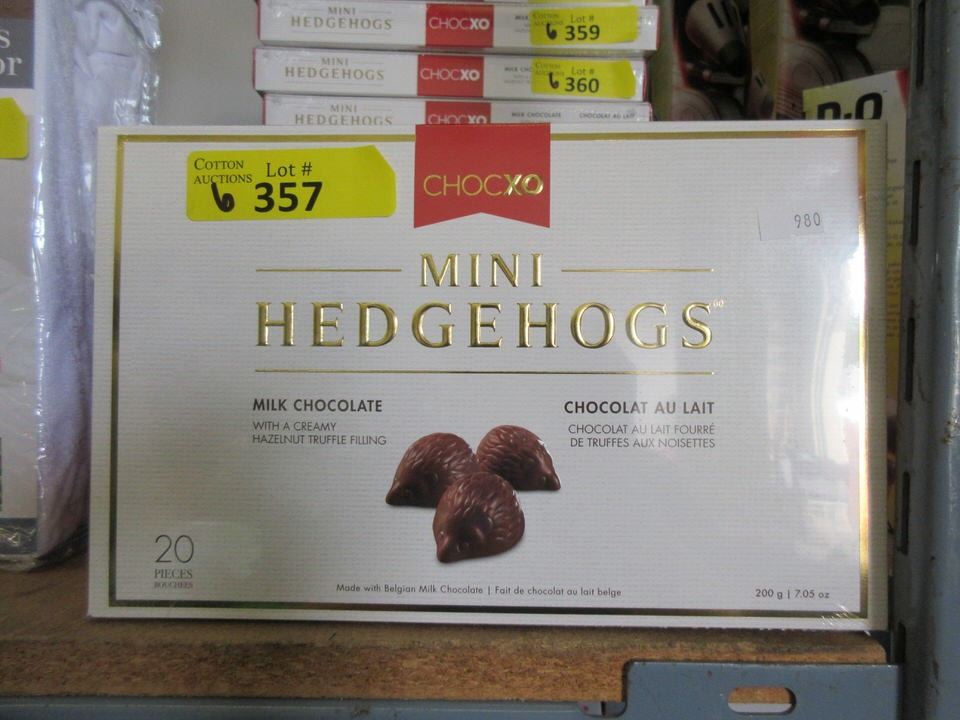 MINI
HEDGEHOGS
CHOCXO
COTTON
AUCTIONS
Lot #
6 359
MINI
HEDGEHOGS
CHOCXO
COTTON
AUCTIONS
Lot #
6 360
MINI
HEDGEHOGS
CHOCXO
MILK CHOCOLATE
CHOCOLAT AU LAIT
COTTON
AUCTIONS
Lot #
6 357
CHOCXO
980
MINI
HEDGEHOGS
MILK CHOCOLATE
WITH A CREAMY
HAZELNUT TRUFFLE FILLING
CHOCOLAT AU LAIT
CHOCOLAT AU LAIT FOURRÉ
DE TRUFFES AUX NOISETTES
20
PIECES
BOUCHÉES
Made with Belgian Milk Chocolate | Fait de chocolat au lait belge
200 g | 7.05 oz